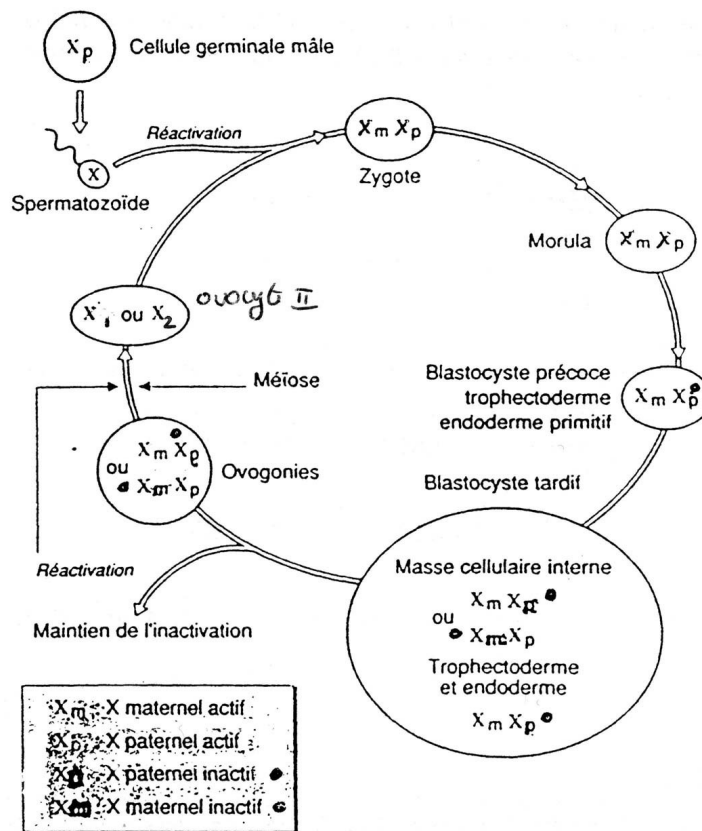 Xp
Cellule germinale mâle
Réactivation
X
Spermatozoïde
Xm Xp
Zygote
Morula
Xm Xp
X1 ou X2
ovocyte II
Méïose
Blastocyste précoce
trophectoderme
endoderme primitif
Xm Xp
Xm Xp
ou
Xm Xp
Ovogonies
Blastocyste tardif
Réactivation
Maintien de l'inactivation
Masse cellulaire interne
Xm Xp
ou
Xm Xp
Trophectoderme
et endoderme
Xm Xp
Xm : X maternel actif
Xp : X paternel actif
Xp : X paternel inactif
Xm : X maternel inactif